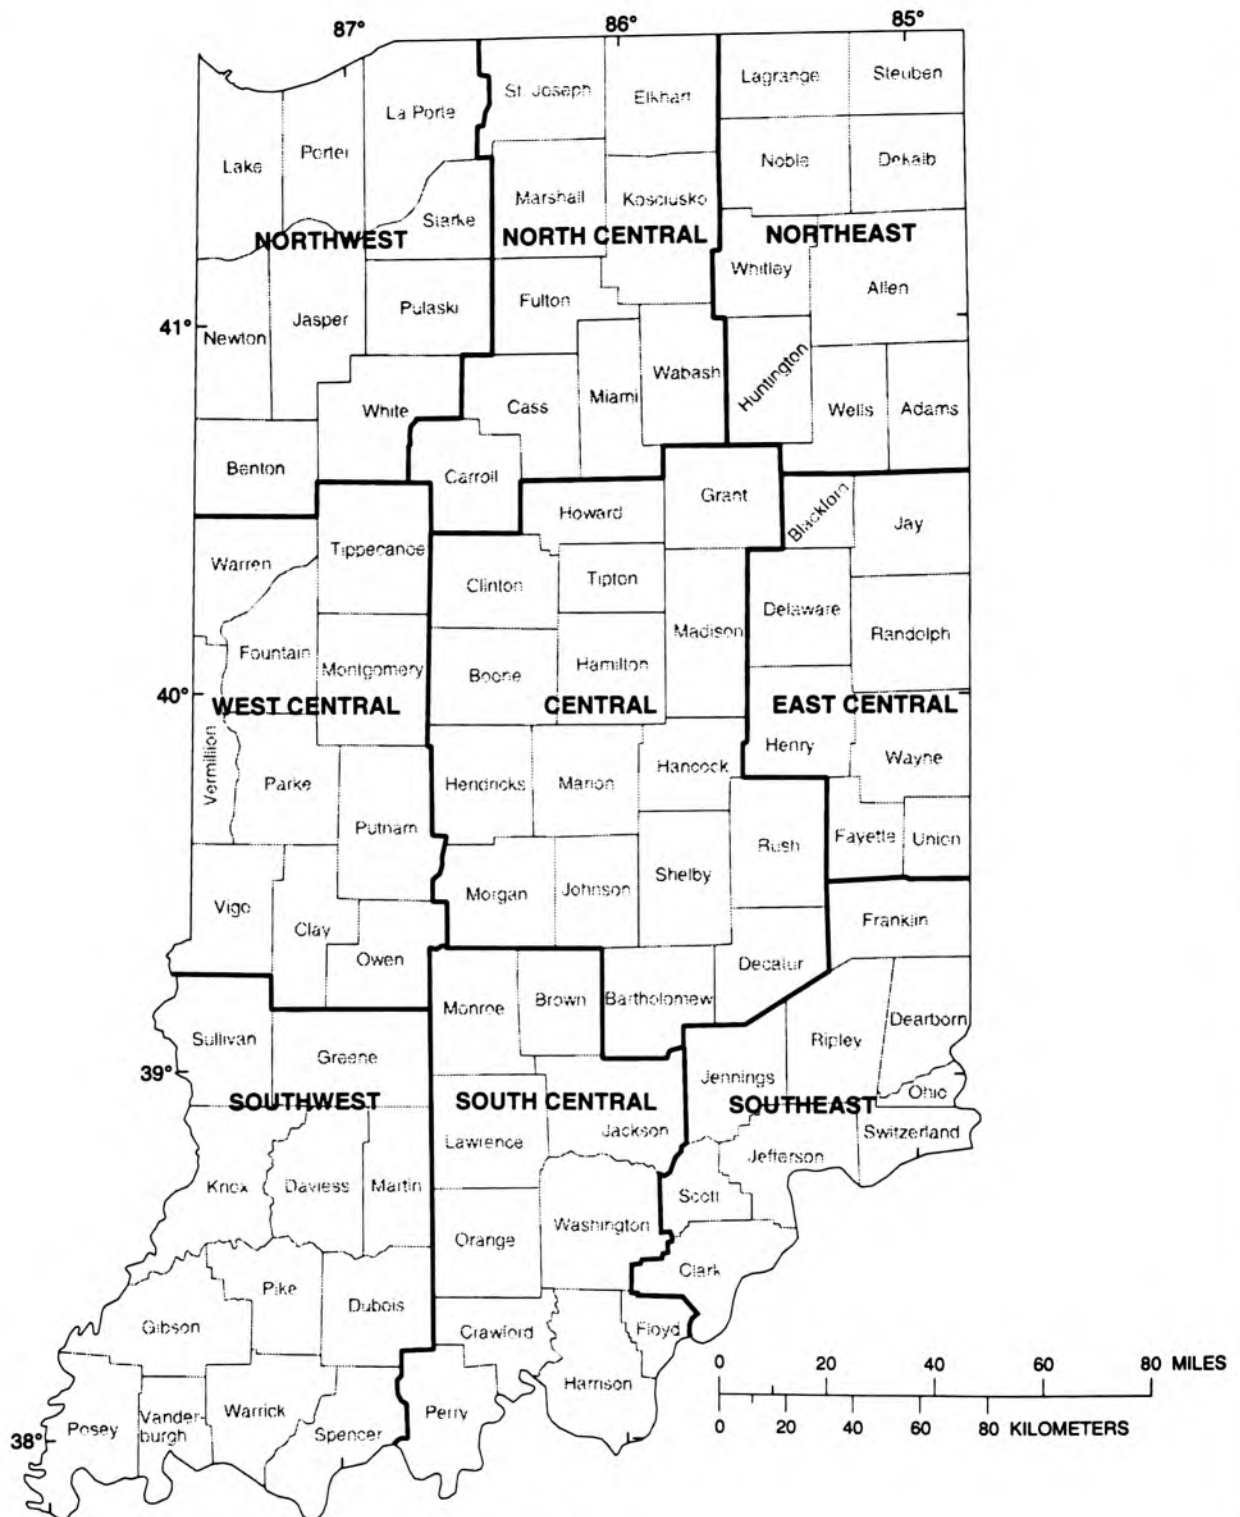 87° 86° 85°
Lagrange Steuben
St. Joseph Elkhart
La Porte
Lake Porter Noble Dekalb
Marshall Kosciusko
Starke
NORTHWEST NORTH CENTRAL NORTHEAST
Whitley
Allen
Fulton
Pulaski
Jasper
41°
Newton
Wabash Huntington
Miami
White Cass Wells Adams
Benton Carroll
Grant
Howard Blackford Jay
Warren Tippecanoe
Clinton Tipton
Delaware
Madison Randolph
Fountain Montgomery Boone Hamilton
40°
WEST CENTRAL CENTRAL EAST CENTRAL
Henry
Vermillion Hancock Wayne
Parke Hendricks Marion
Putnam
Rush Fayette Union
Shelby
Vigo Morgan Johnson
Clay Franklin
Owen Decatur
Monroe Brown Bartholomew
Dearborn
Sullivan Ripley
Greene
39°
Jennings
Ohio
SOUTHWEST SOUTH CENTRAL SOUTHEAST
Jackson Switzerland
Lawrence
Jefferson
Knox Daviess Martin
Scott
Washington
Orange
Clark
Pike
Dubois
Gibson Crawford Floyd
0 20 40 60 80 MILES
Harrison
Warrick Perry
Vander-
Posey burgh Spencer
0 20 40 60 80 KILOMETERS
38°